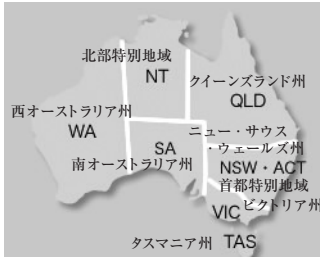 北部特別地域
NT
クイーンズランド州
QLD
西オーストラリア州
WA
ニュー・サウス
・ウェールズ州
SA
南オーストラリア州
NSW・ACT
首都特別地域
VIC
ビクトリア州
タスマニア州
TAS